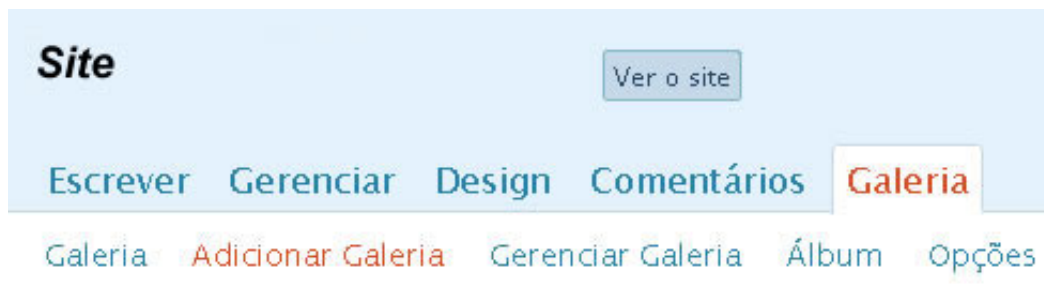 Site
Ver o site
Escrever Gerenciar Design Comentários Galeria
Galeria Adicionar Galeria Gerenciar Galeria Álbum Opções